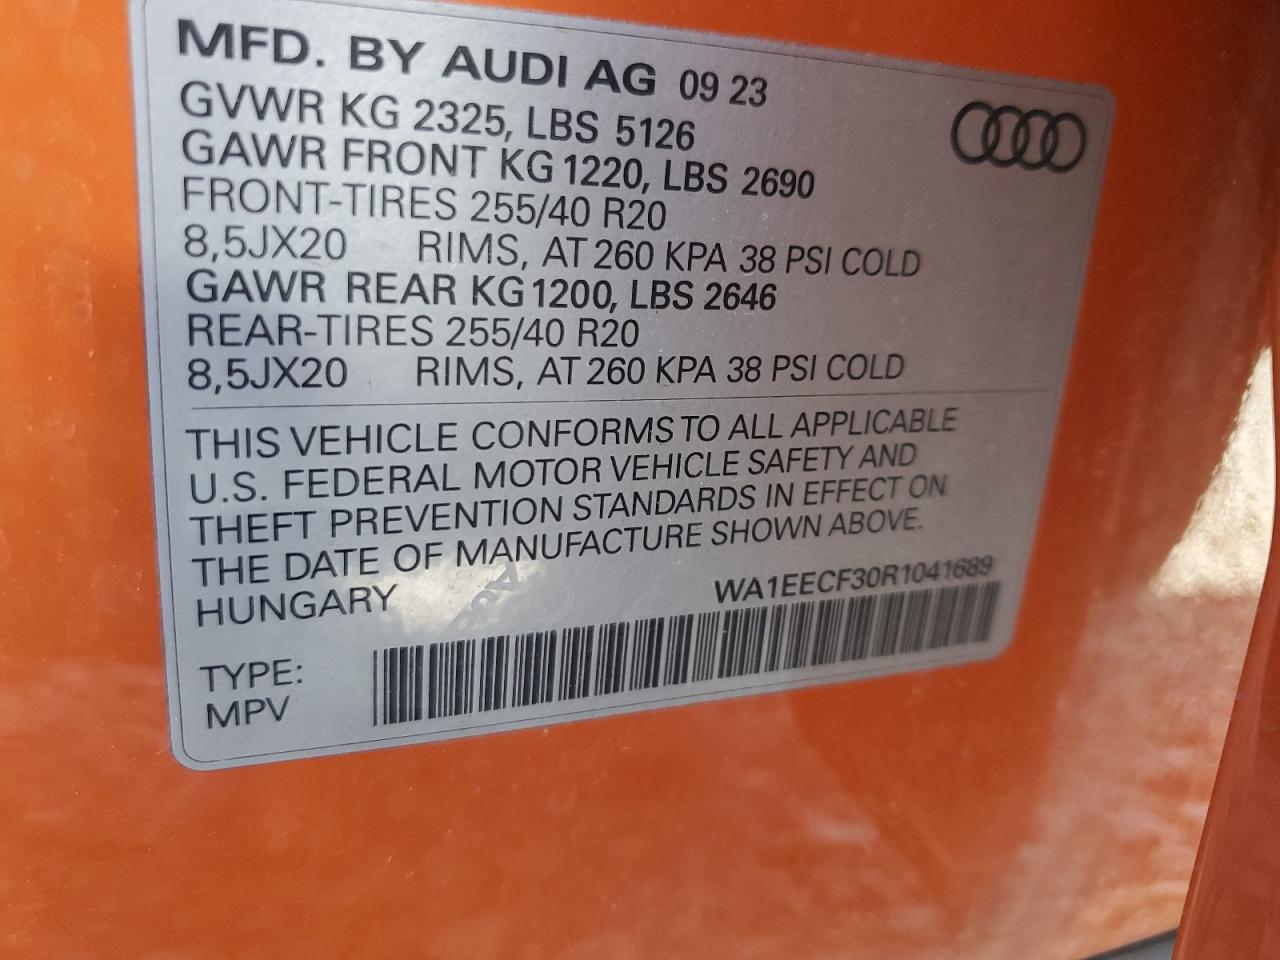 MFD. BY AUDI AG 09 23
GVWR KG 2325, LBS 5126
GAWR FRONT KG 1220, LBS 2690
FRONT-TIRES 255/40 R20
8,5JX20 RIMS, AT 260 KPA 38 PSI COLD
GAWR REAR KG 1200, LBS 2646
REAR-TIRES 255/40 R20
8,5JX20 RIMS, AT 260 KPA 38 PSI COLD
THIS VEHICLE CONFORMS TO ALL APPLICABLE
U.S. FEDERAL MOTOR VEHICLE SAFETY AND
THEFT PREVENTION STANDARDS IN EFFECT ON
THE DATE OF MANUFACTURE SHOWN ABOVE.
HUNGARY
WA1EECF30R1041689
TYPE:
MPV